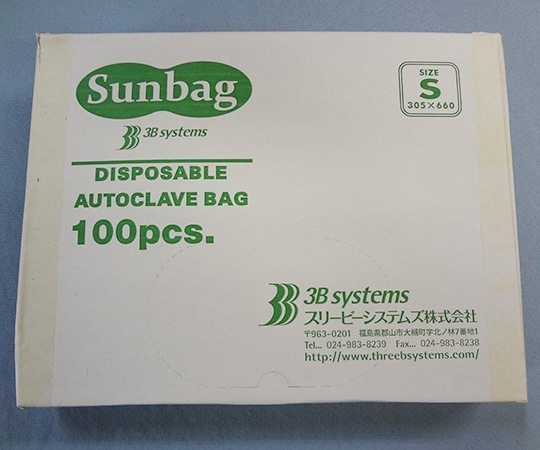 Sunbag
3B systems
DISPOSABLE
AUTOCLAVE BAG
100pcs.
SIZE
S
305×660
3B systems
スリービーシステムズ株式会社
〒963-0201 福島県郡山市大槻町字北ノ林7番地1
Tel... 024-983-8239 Fax... 024-983-8238
http://www.threebsystems.com/